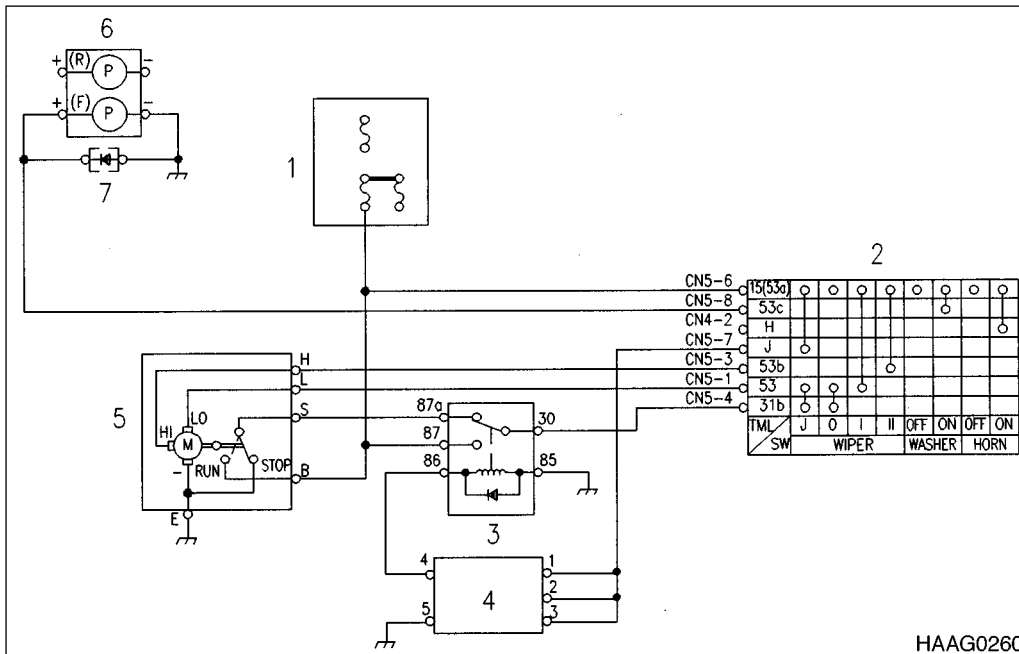 6
+ (R) P −
+ (F) P −
7
1
2
CN5-6 15(53a)
CN5-8 53c
CN4-2 H
CN5-7 J
CN5-3 53b
CN5-1 53
CN5-4 31b
TML SW J O I II OFF ON OFF ON
WIPER WASHER HORN
5
H
L
S
B
E
LO
HI
M
−
RUN STOP
87a 30
87
86 85
3
4 1
2
5 3
4
HAAG0260